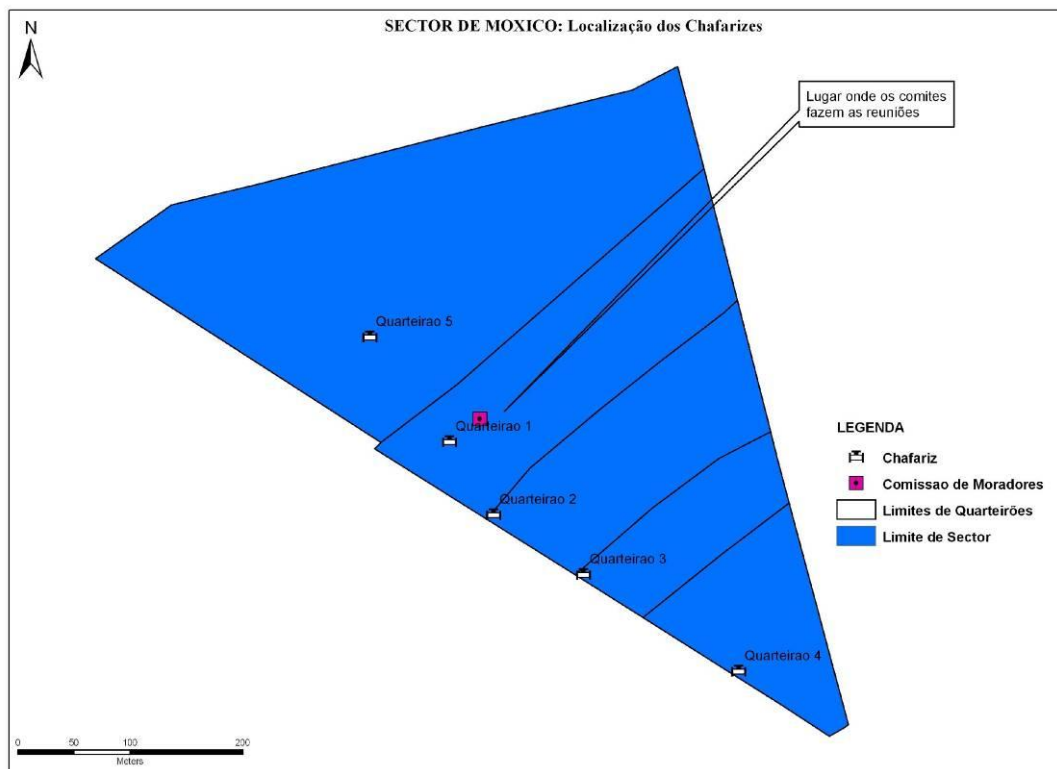 SECTOR DE MOXICO: Localização dos Chafarizes
N
Lugar onde os comites
fazem as reuniões
Quarteirao 5
Quarteirao 1
Quarteirao 2
Quarteirao 3
Quarteirao 4
LEGENDA
Chafariz
Comissao de Moradores
Limites de Quarteirões
Limite de Sector
0 50 100 200
Meters